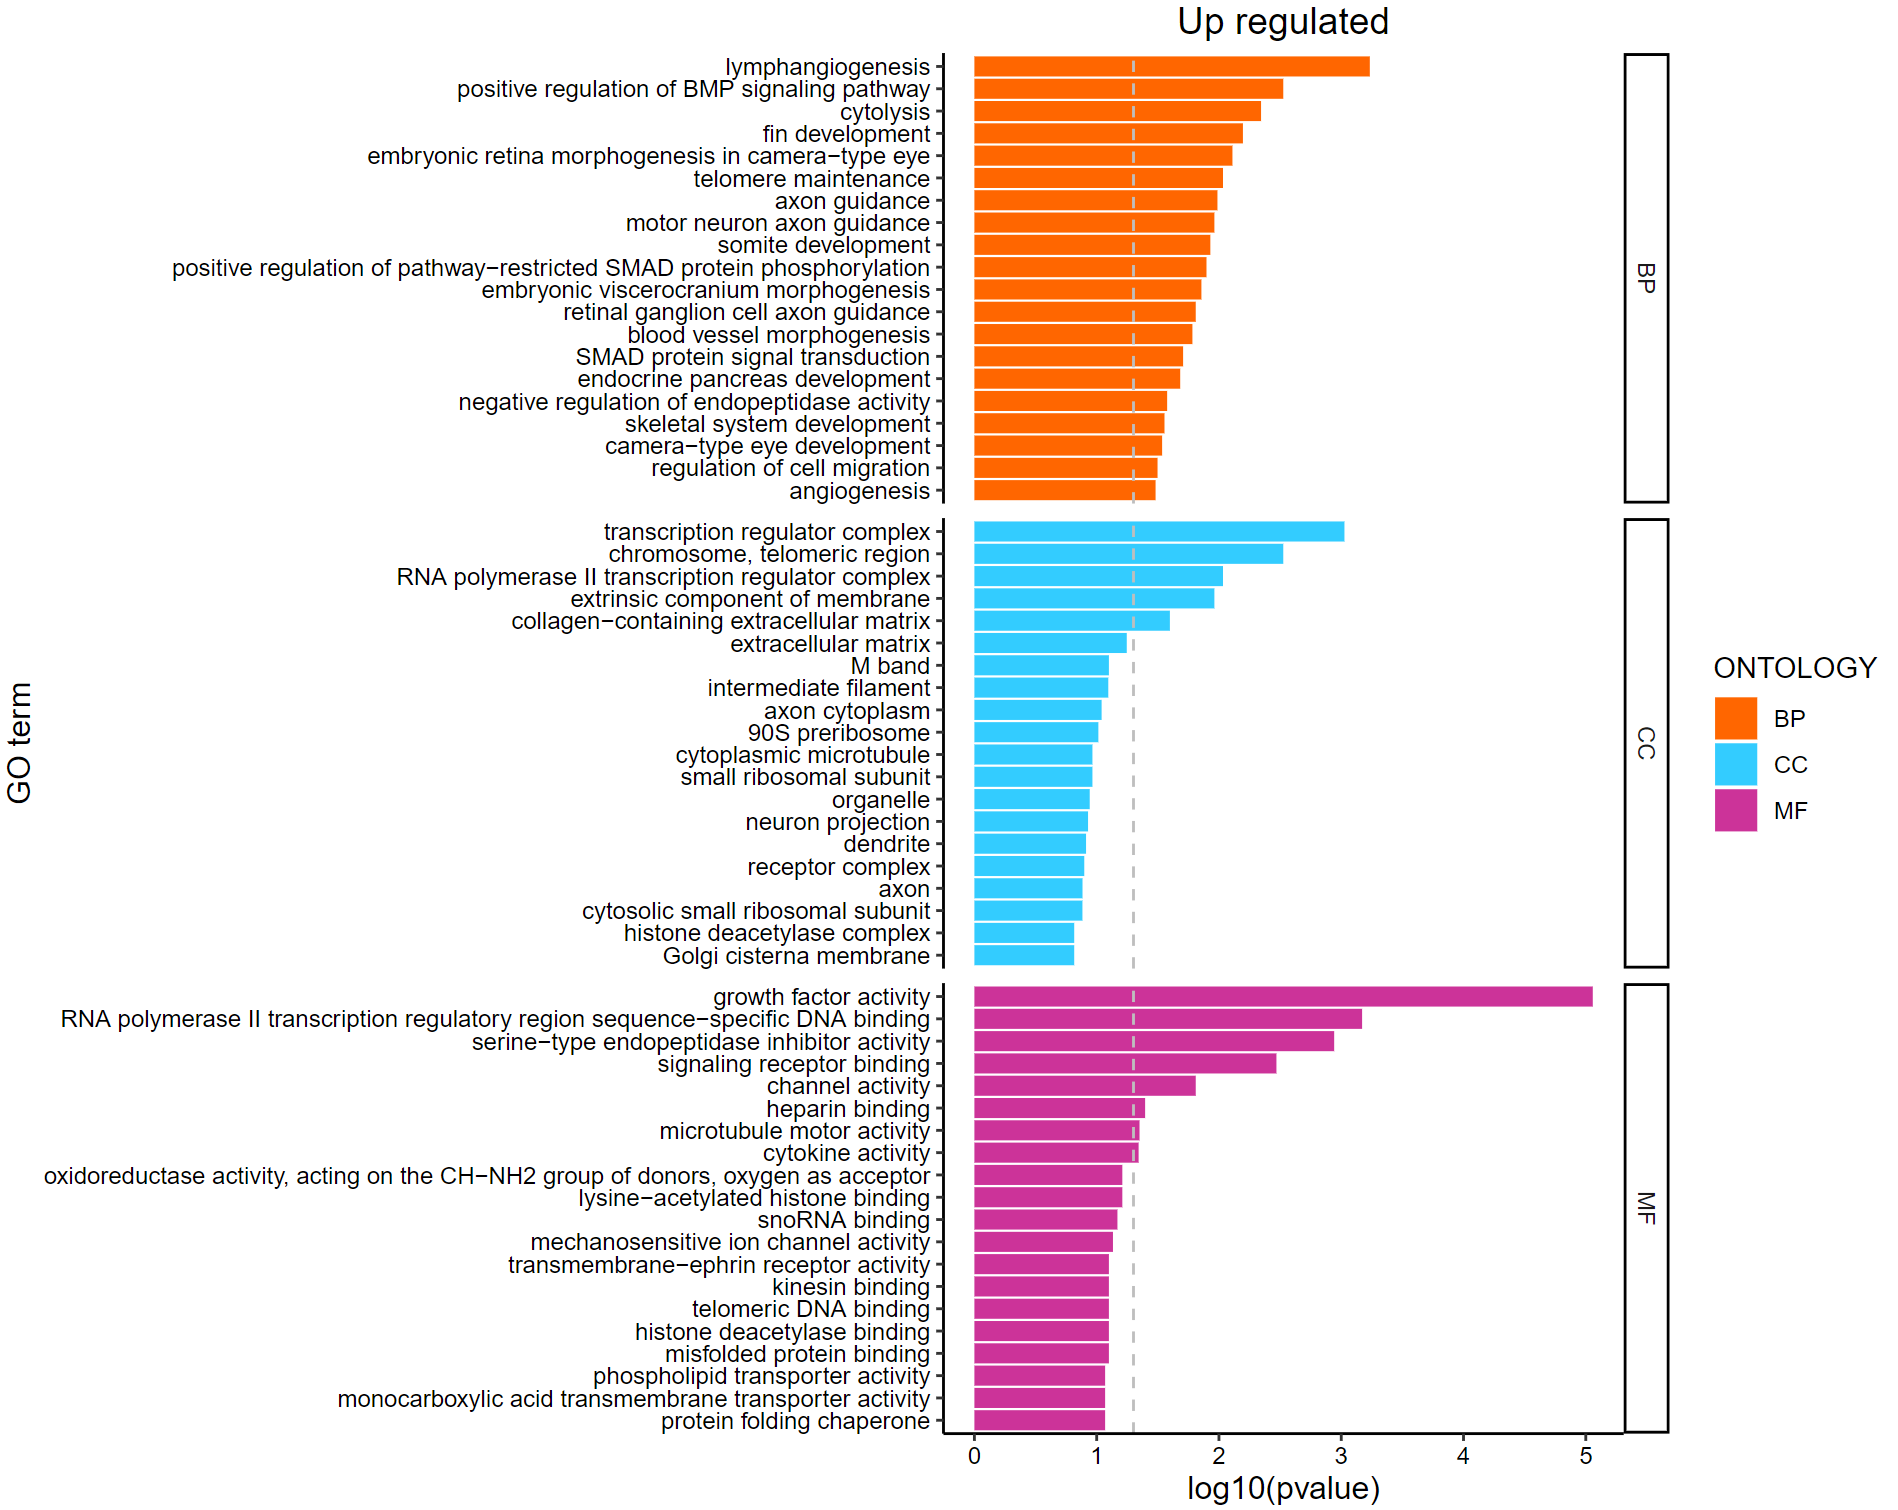 Up regulated
lymphangiogenesis
positive regulation of BMP signaling pathway
cytolysis
fin development
embryonic retina morphogenesis in camera−type eye
telomere maintenance
axon guidance
motor neuron axon guidance
somite development
positive regulation of pathway−restricted SMAD protein phosphorylation
embryonic viscerocranium morphogenesis
retinal ganglion cell axon guidance
blood vessel morphogenesis
SMAD protein signal transduction
endocrine pancreas development
negative regulation of endopeptidase activity
skeletal system development
camera−type eye development
regulation of cell migration
angiogenesis
BP
transcription regulator complex
chromosome, telomeric region
RNA polymerase II transcription regulator complex
extrinsic component of membrane
collagen−containing extracellular matrix
extracellular matrix
M band
intermediate filament
axon cytoplasm
90S preribosome
cytoplasmic microtubule
small ribosomal subunit
organelle
neuron projection
dendrite
receptor complex
axon
cytosolic small ribosomal subunit
histone deacetylase complex
Golgi cisterna membrane
CC
growth factor activity
RNA polymerase II transcription regulatory region sequence−specific DNA binding
serine−type endopeptidase inhibitor activity
signaling receptor binding
channel activity
heparin binding
microtubule motor activity
cytokine activity
oxidoreductase activity, acting on the CH−NH2 group of donors, oxygen as acceptor
lysine−acetylated histone binding
snoRNA binding
mechanosensitive ion channel activity
transmembrane−ephrin receptor activity
kinesin binding
telomeric DNA binding
histone deacetylase binding
misfolded protein binding
phospholipid transporter activity
monocarboxylic acid transmembrane transporter activity
protein folding chaperone
MF
0 1 2 3 4 5
log10(pvalue)
GO term
ONTOLOGY
BP
CC
MF